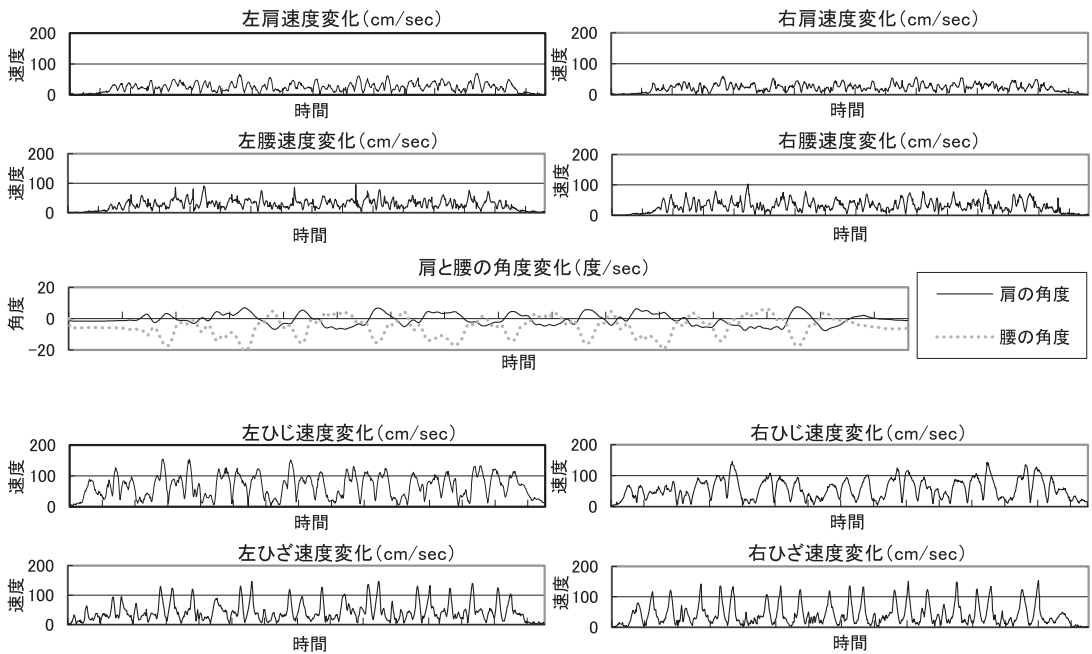 左肩速度変化(cm/sec)
200
100
0
速度
時間
右肩速度変化(cm/sec)
200
100
0
速度
時間
左腰速度変化(cm/sec)
200
100
0
速度
時間
右腰速度変化(cm/sec)
200
100
0
速度
時間
肩と腰の角度変化(度/sec)
20
0
-20
角度
時間
肩の角度
腰の角度
左ひじ速度変化(cm/sec)
200
100
0
速度
時間
右ひじ速度変化(cm/sec)
200
100
0
速度
時間
左ひざ速度変化(cm/sec)
200
100
0
速度
時間
右ひざ速度変化(cm/sec)
200
100
0
速度
時間